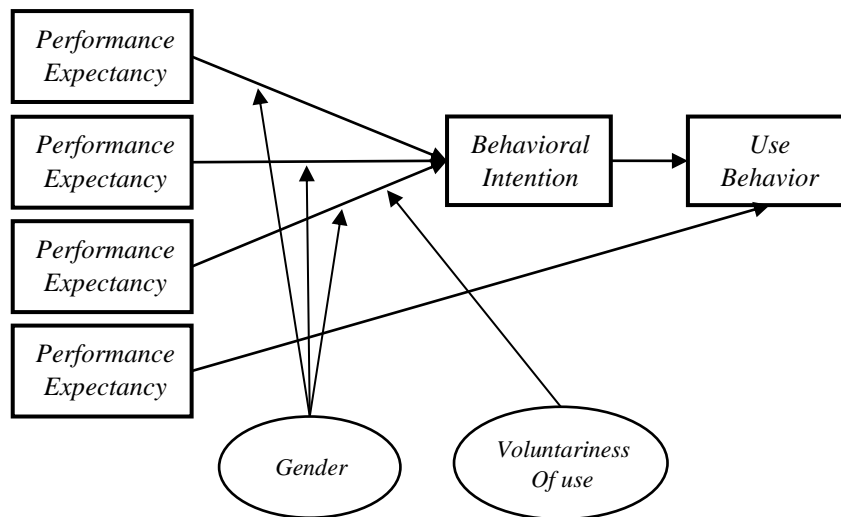 Performance
Expectancy
Performance
Expectancy
Performance
Expectancy
Performance
Expectancy
Behavioral
Intention
Use
Behavior
Gender
Voluntariness
Of use